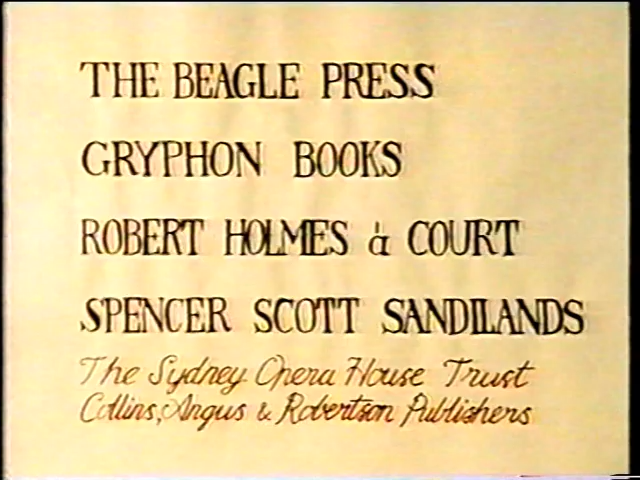 THE BEAGLE PRESS
GRYPHON BOOKS
ROBERT HOLMES à COURT
SPENCER SCOTT SANDILANDS
The Sydney Opera House Trust
Collins, Angus & Robertson Publishers